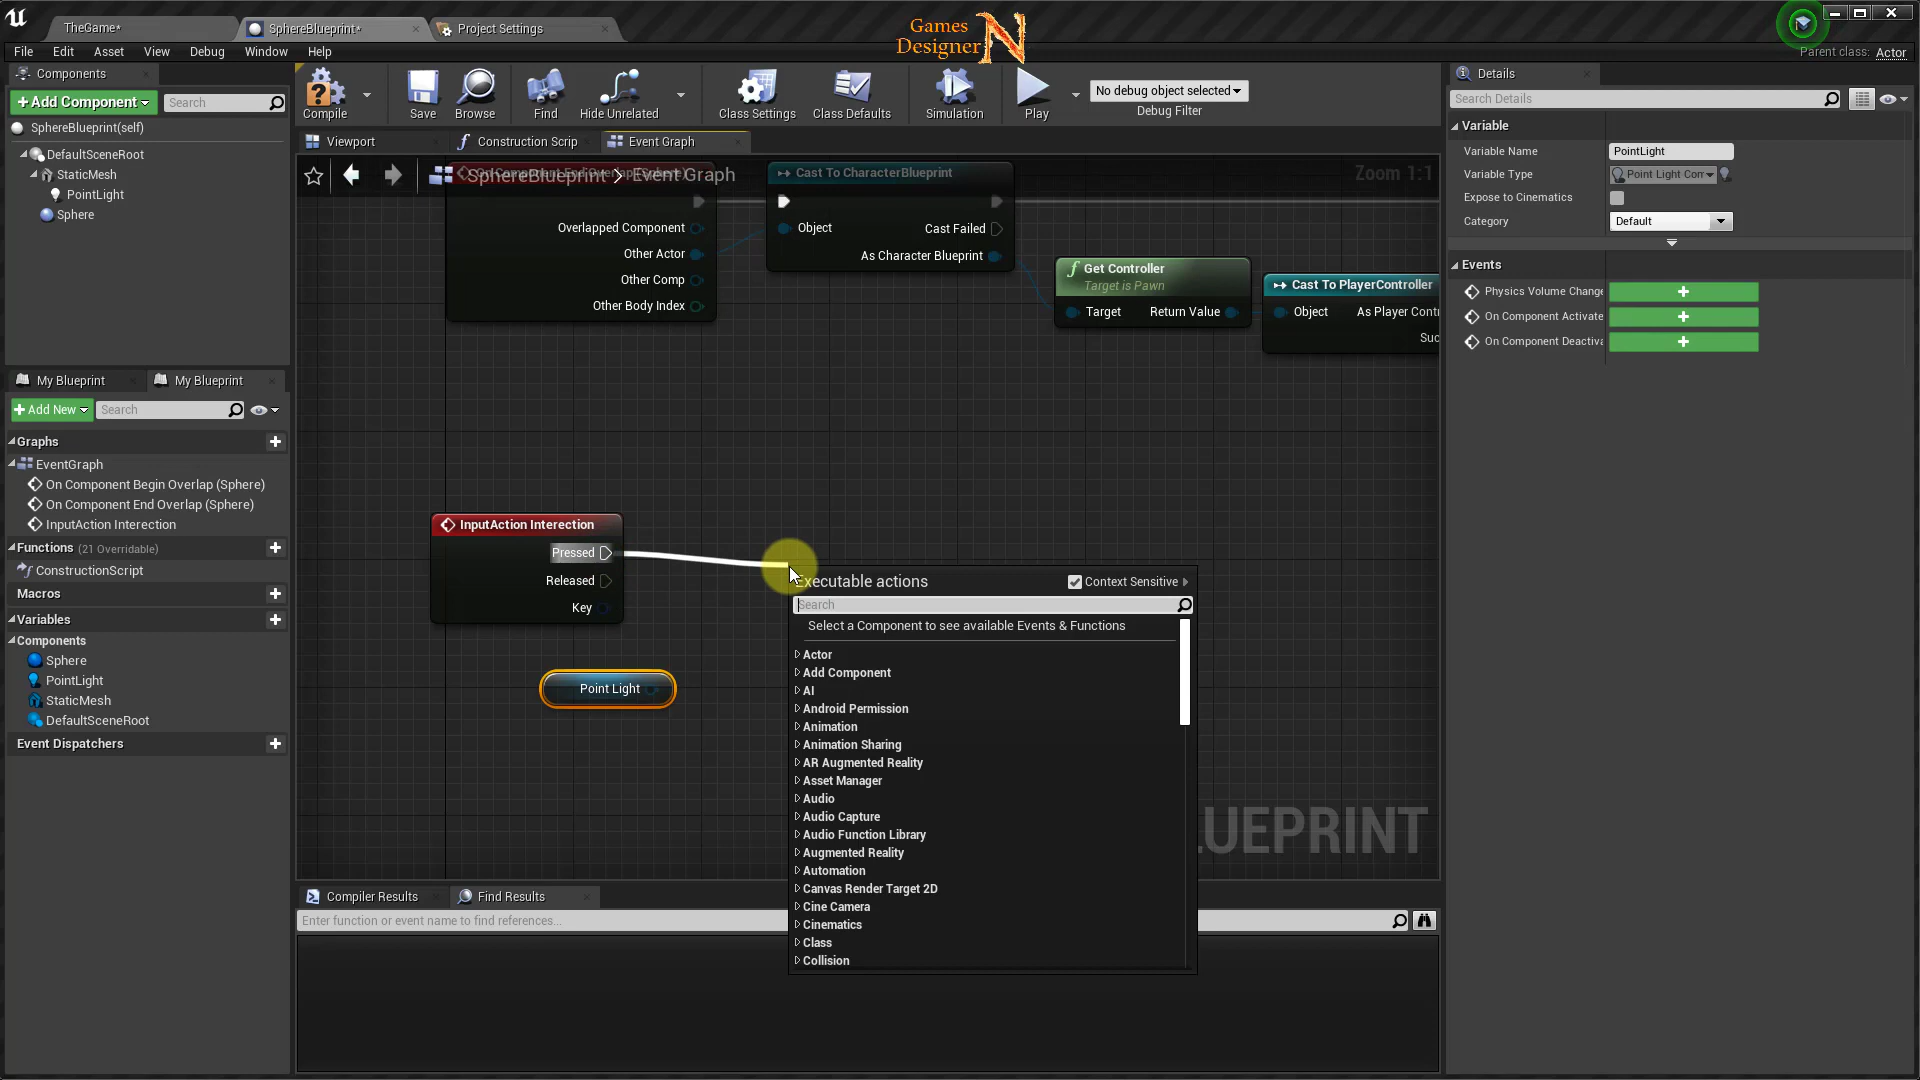 TheGame*
SphereBlueprint*
Project Settings
Games
Designer N
Parent class: Actor
File Edit Asset View Debug Window Help
Components
+Add Component
Search
SphereBlueprint(self)
DefaultSceneRoot
StaticMesh
PointLight
Sphere
Compile
Save
Browse
Find
Hide Unrelated
Class Settings
Class Defaults
Simulation
Play
No debug object selected
Debug Filter
Viewport
Construction Scrip
Event Graph
SphereBlueprint > Event Graph
Zoom 1:1
Overlapped Component
Other Actor
Other Comp
Other Body Index
Cast To CharacterBlueprint
Object
Cast Failed
As Character Blueprint
Get Controller
Target is Pawn
Target
Return Value
Cast To PlayerController
Object
As Player Contr
Suc
InputAction Interection
Pressed
Released
Key
Point Light
Executable actions
Context Sensitive
Search
Select a Component to see available Events & Functions
Actor
Add Component
AI
Android Permission
Animation
Animation Sharing
AR Augmented Reality
Asset Manager
Audio
Audio Capture
Audio Function Library
Augmented Reality
Automation
Canvas Render Target 2D
Cine Camera
Cinematics
Class
Collision
UEPRINT
My Blueprint
My Blueprint
+Add New
Search
Graphs
EventGraph
On Component Begin Overlap (Sphere)
On Component End Overlap (Sphere)
InputAction Interection
Functions (21 Overridable)
ConstructionScript
Macros
Variables
Components
Sphere
PointLight
StaticMesh
DefaultSceneRoot
Event Dispatchers
Compiler Results
Find Results
Enter function or event name to find references...
Details
Search Details
Variable
Variable Name
PointLight
Variable Type
Point Light Com
Expose to Cinematics
Category
Default
Events
Physics Volume Change
On Component Activate
On Component Deactiva